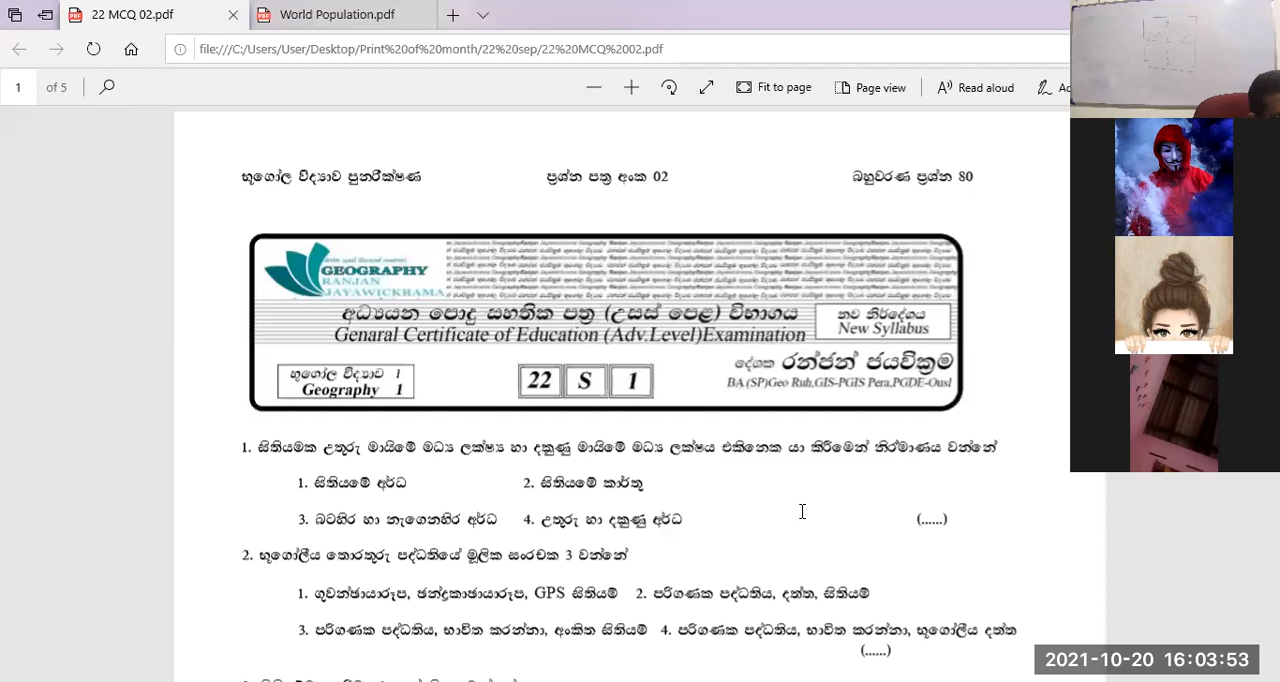 22 MCQ 02.pdf
World Population.pdf
file:///C:/Users/User/Desktop/Print%20of%20month/22%20sep/22%20MCQ%2002.pdf
1 of 5 Fit to page Page view Read aloud
භූගෝල විද්‍යාව පුනරීක්ෂණ ප්‍රශ්න පත්‍ර අංක 02 බහුවරණ ප්‍රශ්න 80
GEOGRAPHY
RANJAN
JAYAWICKRAMA
අධ්‍යයන පොදු සහතික පත්‍ර (උසස් පෙළ) විභාගය
Genaral Certificate of Education (Adv.Level)Examination
නව නිර්දේශය
New Syllabus
භූගෝල විද්‍යාව 1
Geography 1
22 S 1
දේශක රන්ජන් ජයවික්‍රම
BA (SP)Geo Ruh,GIS-PGIS Pera,PGDE-Ousl
1. සිතියමක උතුරු මායිමේ මධ්‍ය ලක්ෂ්‍ය හා දකුණු මායිමේ මධ්‍ය ලක්ෂය එකිනෙක යා කිරීමෙන් නිර්මාණය වන්නේ
1. සිතියමේ අර්ධ 2. සිතියමේ කාර්තු
3. බටහිර හා නැගෙනහිර අර්ධ 4. උතුරු හා දකුණු අර්ධ (......)
2. භූගෝලීය තොරතුරු පද්ධතියේ මූලික සංරචක 3 වන්නේ
1. ගුවන්ඡායාරූප, ඡන්ද්‍රකාඡායාරූප, GPS සිතියම් 2. පරිගණක පද්ධතිය, දත්ත, සිතියම්
3. පරිගණක පද්ධතිය, භාවිත කරන්නා, අංකිත සිතියම් 4. පරිගණක පද්ධතිය, භාවිත කරන්නා, භූගෝලීය දත්ත
(......)
2021-10-20 16:03:53